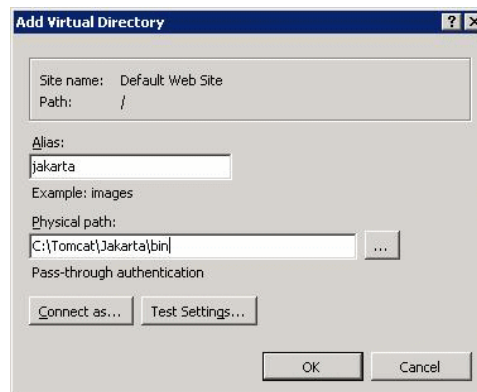 Add Virtual Directory
Site name: Default Web Site
Path: /
Alias:
jakarta
Example: images
Physical path:
C:\Tomcat\Jakarta\bin
...
Pass-through authentication
Connect as... Test Settings...
OK Cancel